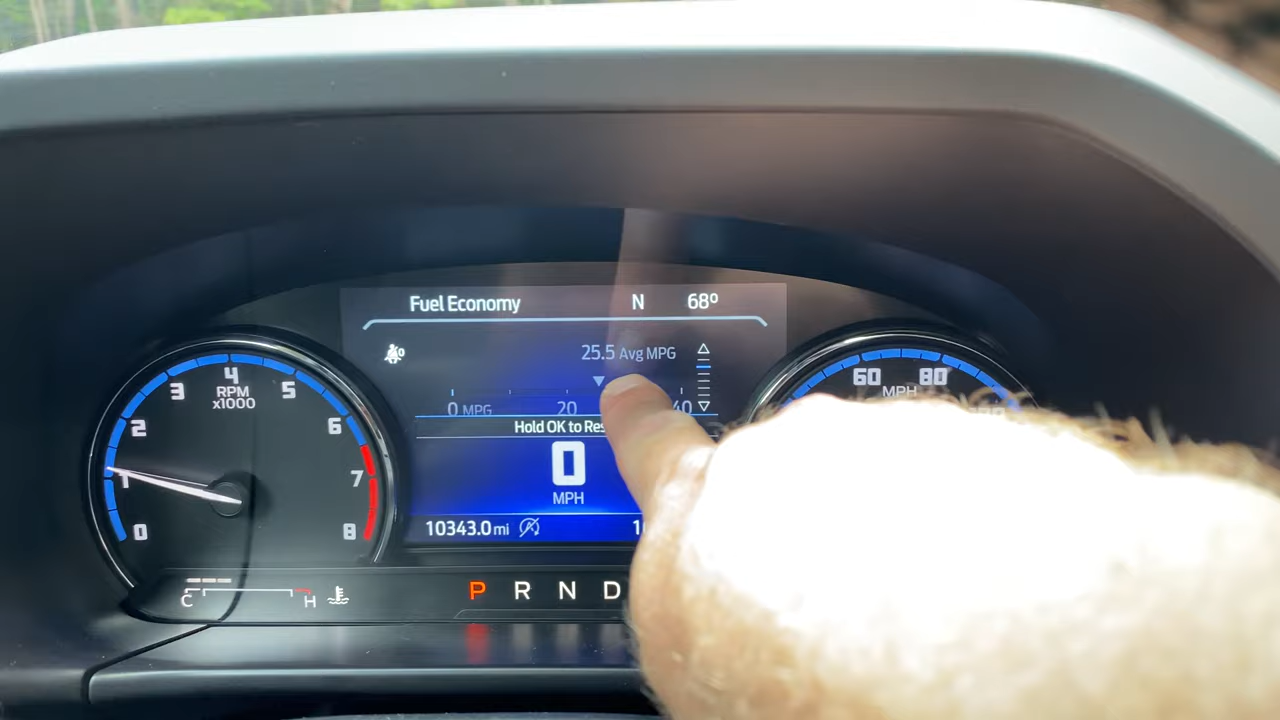 Fuel Economy N 68º
25.5 Avg MPG
0 MPG 20 40
Hold OK to
0
MPH
10343.0 mi
0 1 2 3 4 5 6 7 8
RPM
x1000
60 80
MPH
C H
P R N D